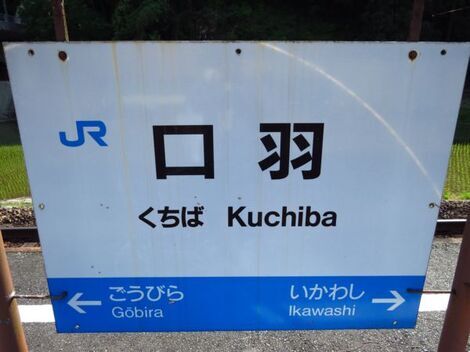 JR
口羽
くちば Kuchiba
ごうびら いかわし
Gōbira Ikawashi